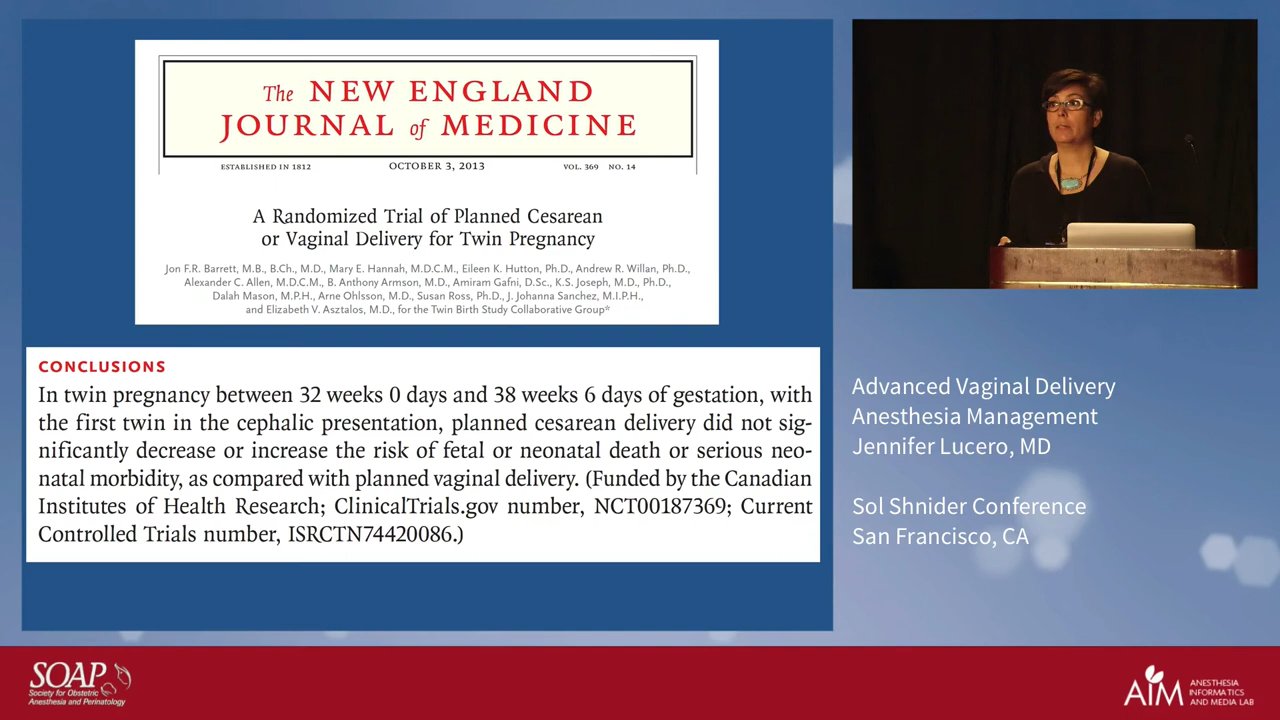 The NEW ENGLAND
JOURNAL of MEDICINE
ESTABLISHED IN 1812 OCTOBER 3, 2013 VOL. 369 NO. 14
A Randomized Trial of Planned Cesarean
or Vaginal Delivery for Twin Pregnancy
Jon F.R. Barrett, M.B., B.Ch., M.D., Mary E. Hannah, M.D.C.M., Eileen K. Hutton, Ph.D., Andrew R. Willan, Ph.D.,
Alexander C. Allen, M.D.C.M., B. Anthony Armson, M.D., Amiram Gafni, D.Sc., K.S. Joseph, M.D., Ph.D.,
Dalah Mason, M.P.H., Arne Ohlsson, M.D., Susan Ross, Ph.D., J. Johanna Sanchez, M.I.P.H.,
and Elizabeth V. Asztalos, M.D., for the Twin Birth Study Collaborative Group*
CONCLUSIONS
In twin pregnancy between 32 weeks 0 days and 38 weeks 6 days of gestation, with
the first twin in the cephalic presentation, planned cesarean delivery did not sig-
nificantly decrease or increase the risk of fetal or neonatal death or serious neo-
natal morbidity, as compared with planned vaginal delivery. (Funded by the Canadian
Institutes of Health Research; ClinicalTrials.gov number, NCT00187369; Current
Controlled Trials number, ISRCTN74420086.)
Advanced Vaginal Delivery
Anesthesia Management
Jennifer Lucero, MD
Sol Shnider Conference
San Francisco, CA
SOAP
Society for Obstetric
Anesthesia and Perinatology
AIM
ANESTHESIA
INFORMATICS
AND MEDIA LAB